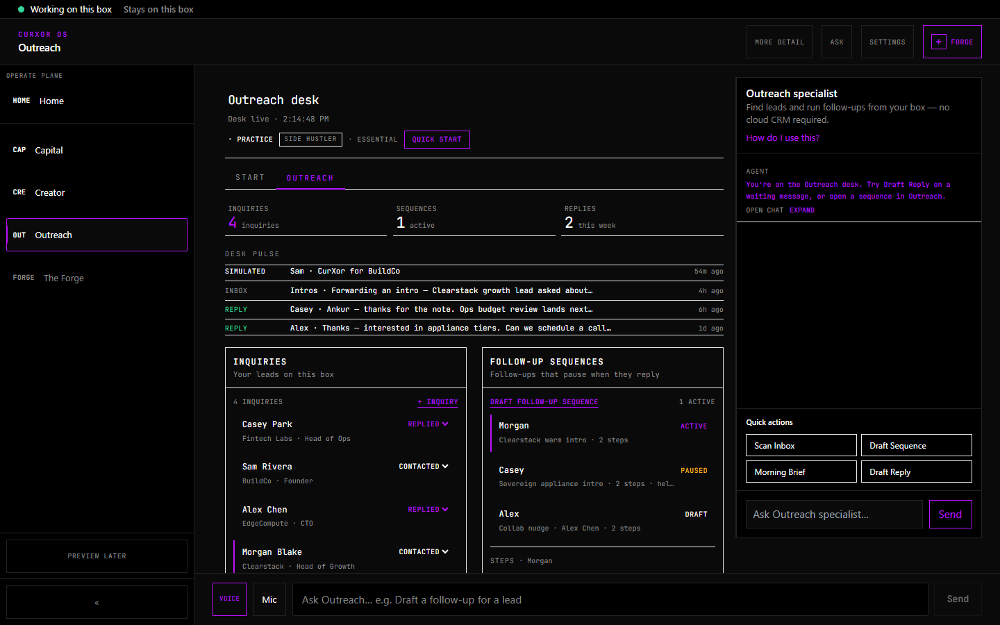 Working on this box Stays on this box
CURXOR OS
Outreach
MORE DETAIL
ASK
SETTINGS
+ FORGE
OPERATE PLANE
HOME Home
CAP Capital
CRE Creator
OUT Outreach
FORGE The Forge
PREVIEW LATER
«
Outreach desk
Desk live · 2:14:48 PM
· PRACTICE SIDE HUSTLER · ESSENTIAL QUICK START
START OUTREACH
INQUIRIES
4 inquiries
SEQUENCES
1 active
REPLIES
2 this week
DESK PULSE
SIMULATED Sam · CurXor for BuildCo 54m ago
INBOX Intros · Forwarding an intro — Clearstack growth lead asked about… 4h ago
REPLY Casey · Ankur — thanks for the note. Ops budget review lands next… 6h ago
REPLY Alex · Thanks — interested in appliance tiers. Can we schedule a call… 1d ago
INQUIRIES
Your leads on this box
4 INQUIRIES + INQUIRY
Casey Park REPLIED
Fintech Labs · Head of Ops
Sam Rivera CONTACTED
BuildCo · Founder
Alex Chen REPLIED
EdgeCompute · CTO
Morgan Blake CONTACTED
Clearstack · Head of Growth
FOLLOW-UP SEQUENCES
Follow-ups that pause when they reply
DRAFT FOLLOW-UP SEQUENCE 1 ACTIVE
Morgan ACTIVE
Clearstack warm intro · 2 steps
Casey PAUSED
Sovereign appliance intro · 2 steps · hel…
Alex DRAFT
Collab nudge · Alex Chen · 2 steps
STEPS · Morgan
Outreach specialist
Find leads and run follow-ups from your box — no
cloud CRM required.
How do I use this?
AGENT
You're on the Outreach desk. Try Draft Reply on a
waiting message, or open a sequence in Outreach.
OPEN CHAT EXPAND
Quick actions
Scan Inbox
Draft Sequence
Morning Brief
Draft Reply
Ask Outreach specialist...
Send
VOICE
Mic
Ask Outreach... e.g. Draft a follow-up for a lead
Send